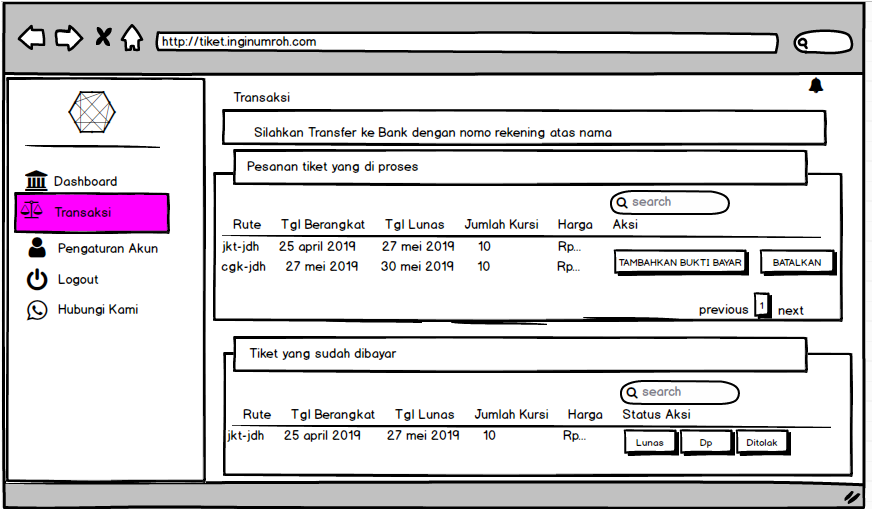 http://tiket.inginumroh.com
Dashboard
Transaksi
Pengaturan Akun
Logout
Hubungi Kami
Transaksi
Silahkan Transfer ke Bank dengan nomo rekening atas nama
Pesanan tiket yang di proses
search
Rute Tgl Berangkat Tgl Lunas Jumlah Kursi Harga Aksi
jkt-jdh 25 april 2019 27 mei 2019 10 Rp...
cgk-jdh 27 mei 2019 30 mei 2019 10 Rp... TAMBAHKAN BUKTI BAYAR BATALKAN
previous 1 next
Tiket yang sudah dibayar
search
Rute Tgl Berangkat Tgl Lunas Jumlah Kursi Harga Status Aksi
jkt-jdh 25 april 2019 27 mei 2019 10 Rp... Lunas Dp Ditolak